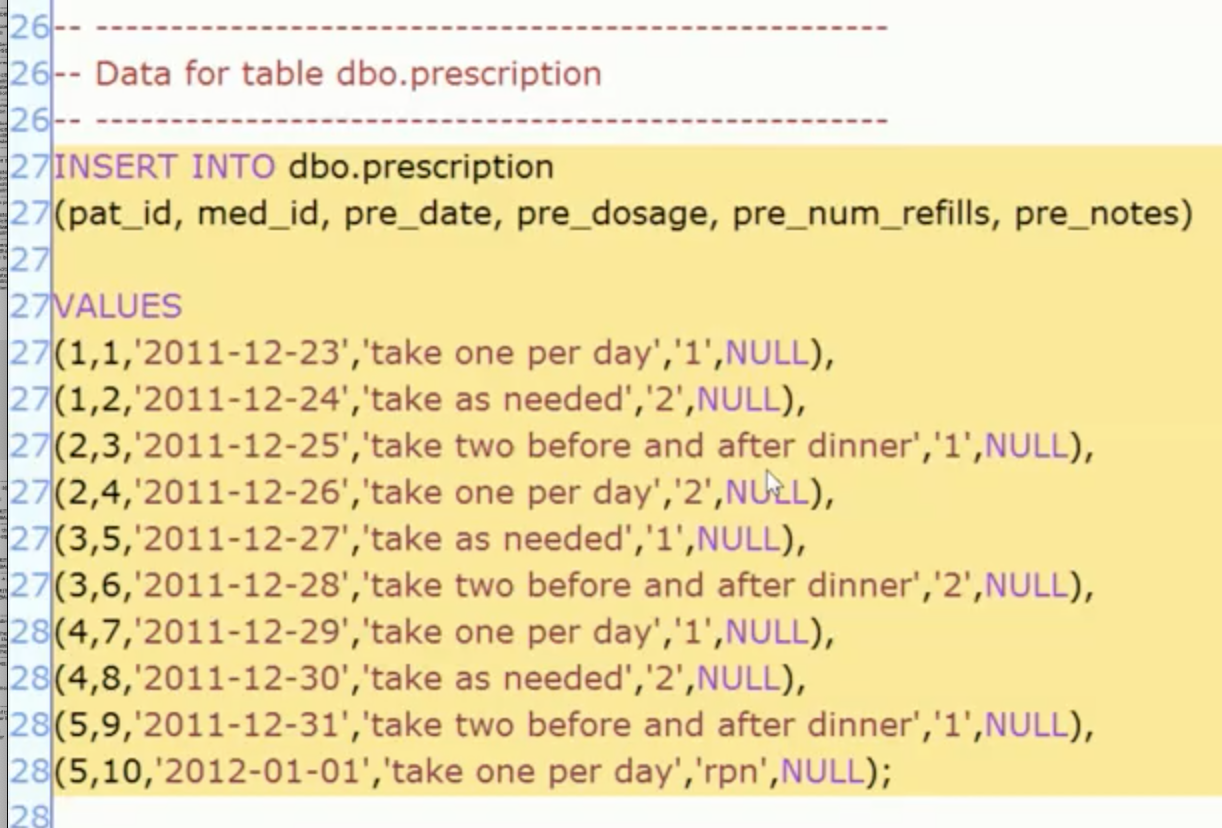 26-- -----------------------------------------------------
26-- Data for table dbo.prescription
26-- -----------------------------------------------------
27INSERT INTO dbo.prescription
27(pat_id, med_id, pre_date, pre_dosage, pre_num_refills, pre_notes)
27
27VALUES
27(1,1,'2011-12-23','take one per day','1',NULL),
27(1,2,'2011-12-24','take as needed','2',NULL),
27(2,3,'2011-12-25','take two before and after dinner','1',NULL),
27(2,4,'2011-12-26','take one per day','2',NULL),
27(3,5,'2011-12-27','take as needed','1',NULL),
27(3,6,'2011-12-28','take two before and after dinner','2',NULL),
28(4,7,'2011-12-29','take one per day','1',NULL),
28(4,8,'2011-12-30','take as needed','2',NULL),
28(5,9,'2011-12-31','take two before and after dinner','1',NULL),
28(5,10,'2012-01-01','take one per day','rpn',NULL);
28